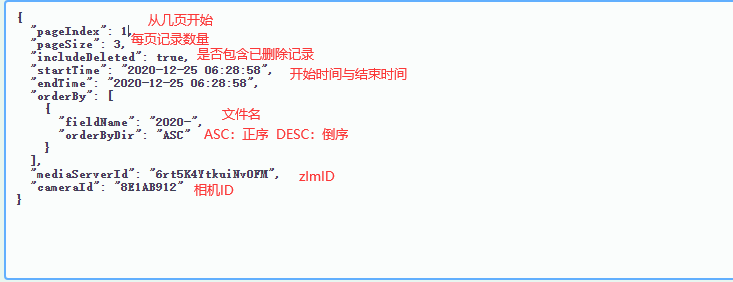 {
"pageIndex": 1, 从几页开始
"pageSize": 3, 每页记录数量
"includeDeleted": true, 是否包含已删除记录
"startTime": "2020-12-25 06:28:58", 开始时间与结束时间
"endTime": "2020-12-25 06:28:58",
"orderBy": [
{
"fieldName": "2020-", 文件名
"orderByDir": "ASC" ASC：正序 DESC：倒序
}
],
"mediaServerId": "6rt5K4YtkuiNvOFM", zlmID
"cameraId": "8E1AB912" 相机ID
}